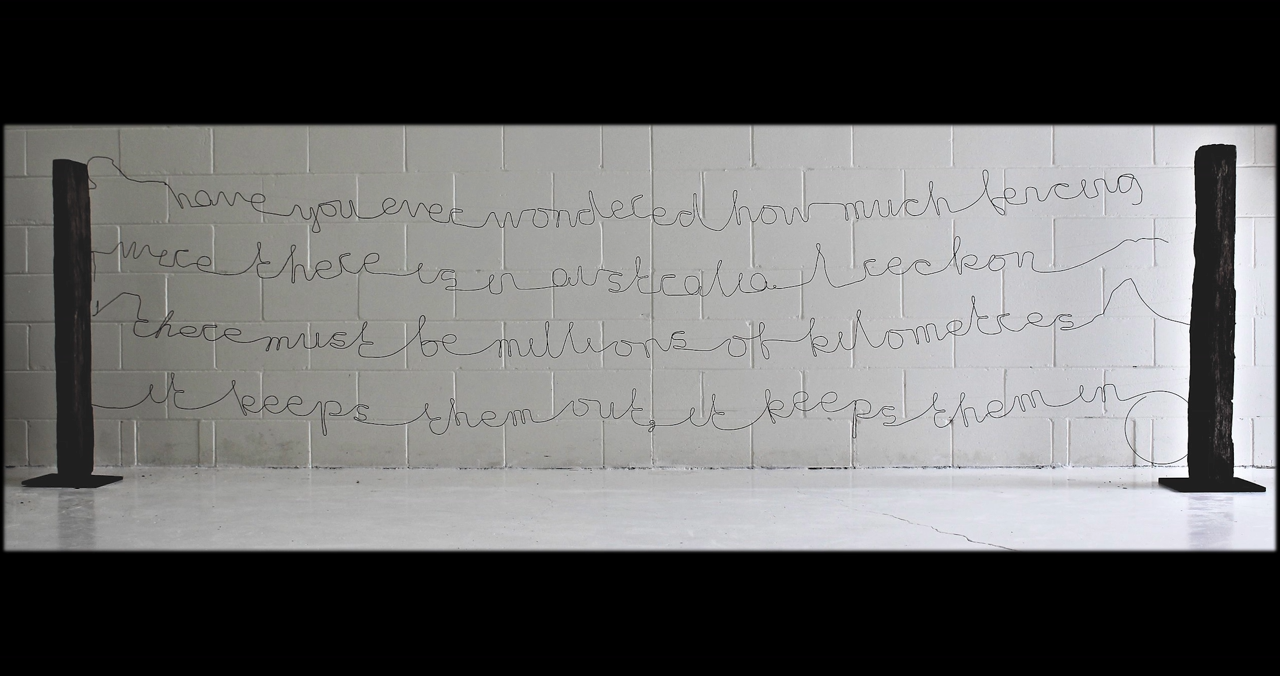 have you ever wondered how much fencing
wire there is in australia I reckon
there must be millions of kilometres
it keeps them out, it keeps them in